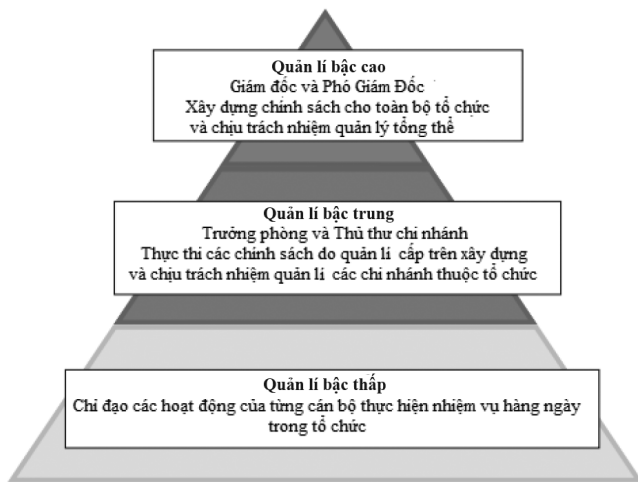 Quản lí bậc cao
Giám đốc và Phó Giám Đốc
Xây dựng chính sách cho toàn bộ tổ chức
và chịu trách nhiệm quản lý tổng thể
Quản lí bậc trung
Trưởng phòng và Thủ thư chi nhánh
Thực thi các chính sách do quản lí cấp trên xây dựng
và chịu trách nhiệm quản lí các chi nhánh thuộc tổ chức
Quản lí bậc thấp
Chỉ đạo các hoạt động của từng cán bộ thực hiện nhiệm vụ hàng ngày
trong tổ chức